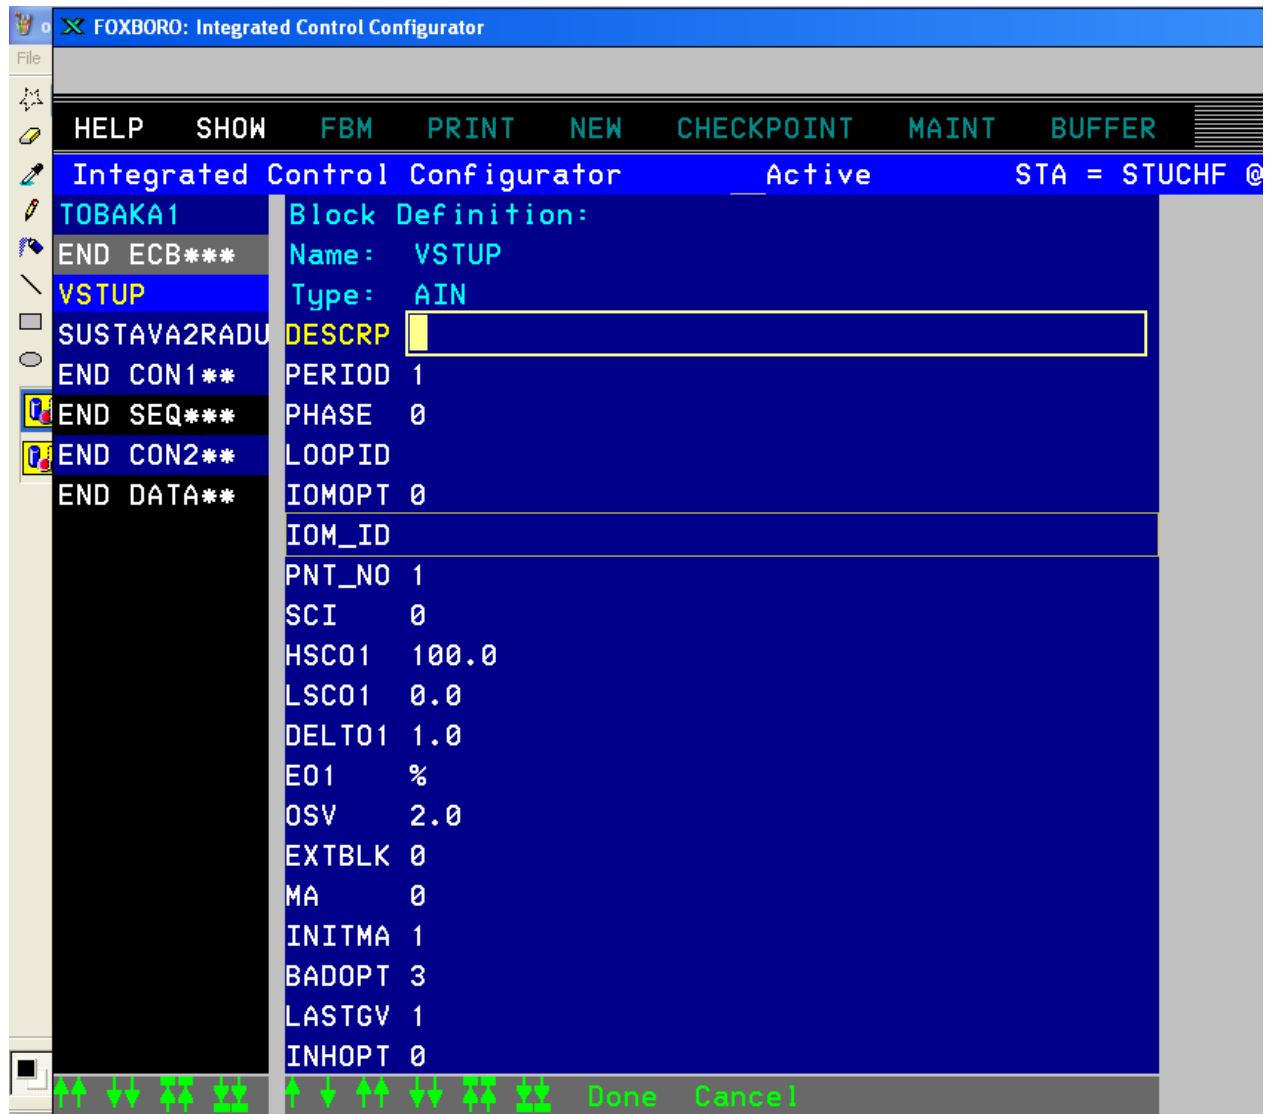 FOXBORO: Integrated Control Configurator
File
HELP SHOW FBM PRINT NEW CHECKPOINT MAINT BUFFER
Integrated Control Configurator __Active STA = STUCHF @
TOBAKA1
END ECB***
VSTUP
SUSTAVA2RADU
END CON1**
END SEQ***
END CON2**
END DATA**
Block Definition:
Name: VSTUP
Type: AIN
DESCRP
PERIOD 1
PHASE 0
LOOPID
IOMOPT 0
IOM_ID
PNT_NO 1
SCI 0
HSCO1 100.0
LSCO1 0.0
DELTO1 1.0
EO1 %
OSV 2.0
EXTBLK 0
MA 0
INITMA 1
BADOPT 3
LASTGV 1
INHOPT 0
Done Cancel